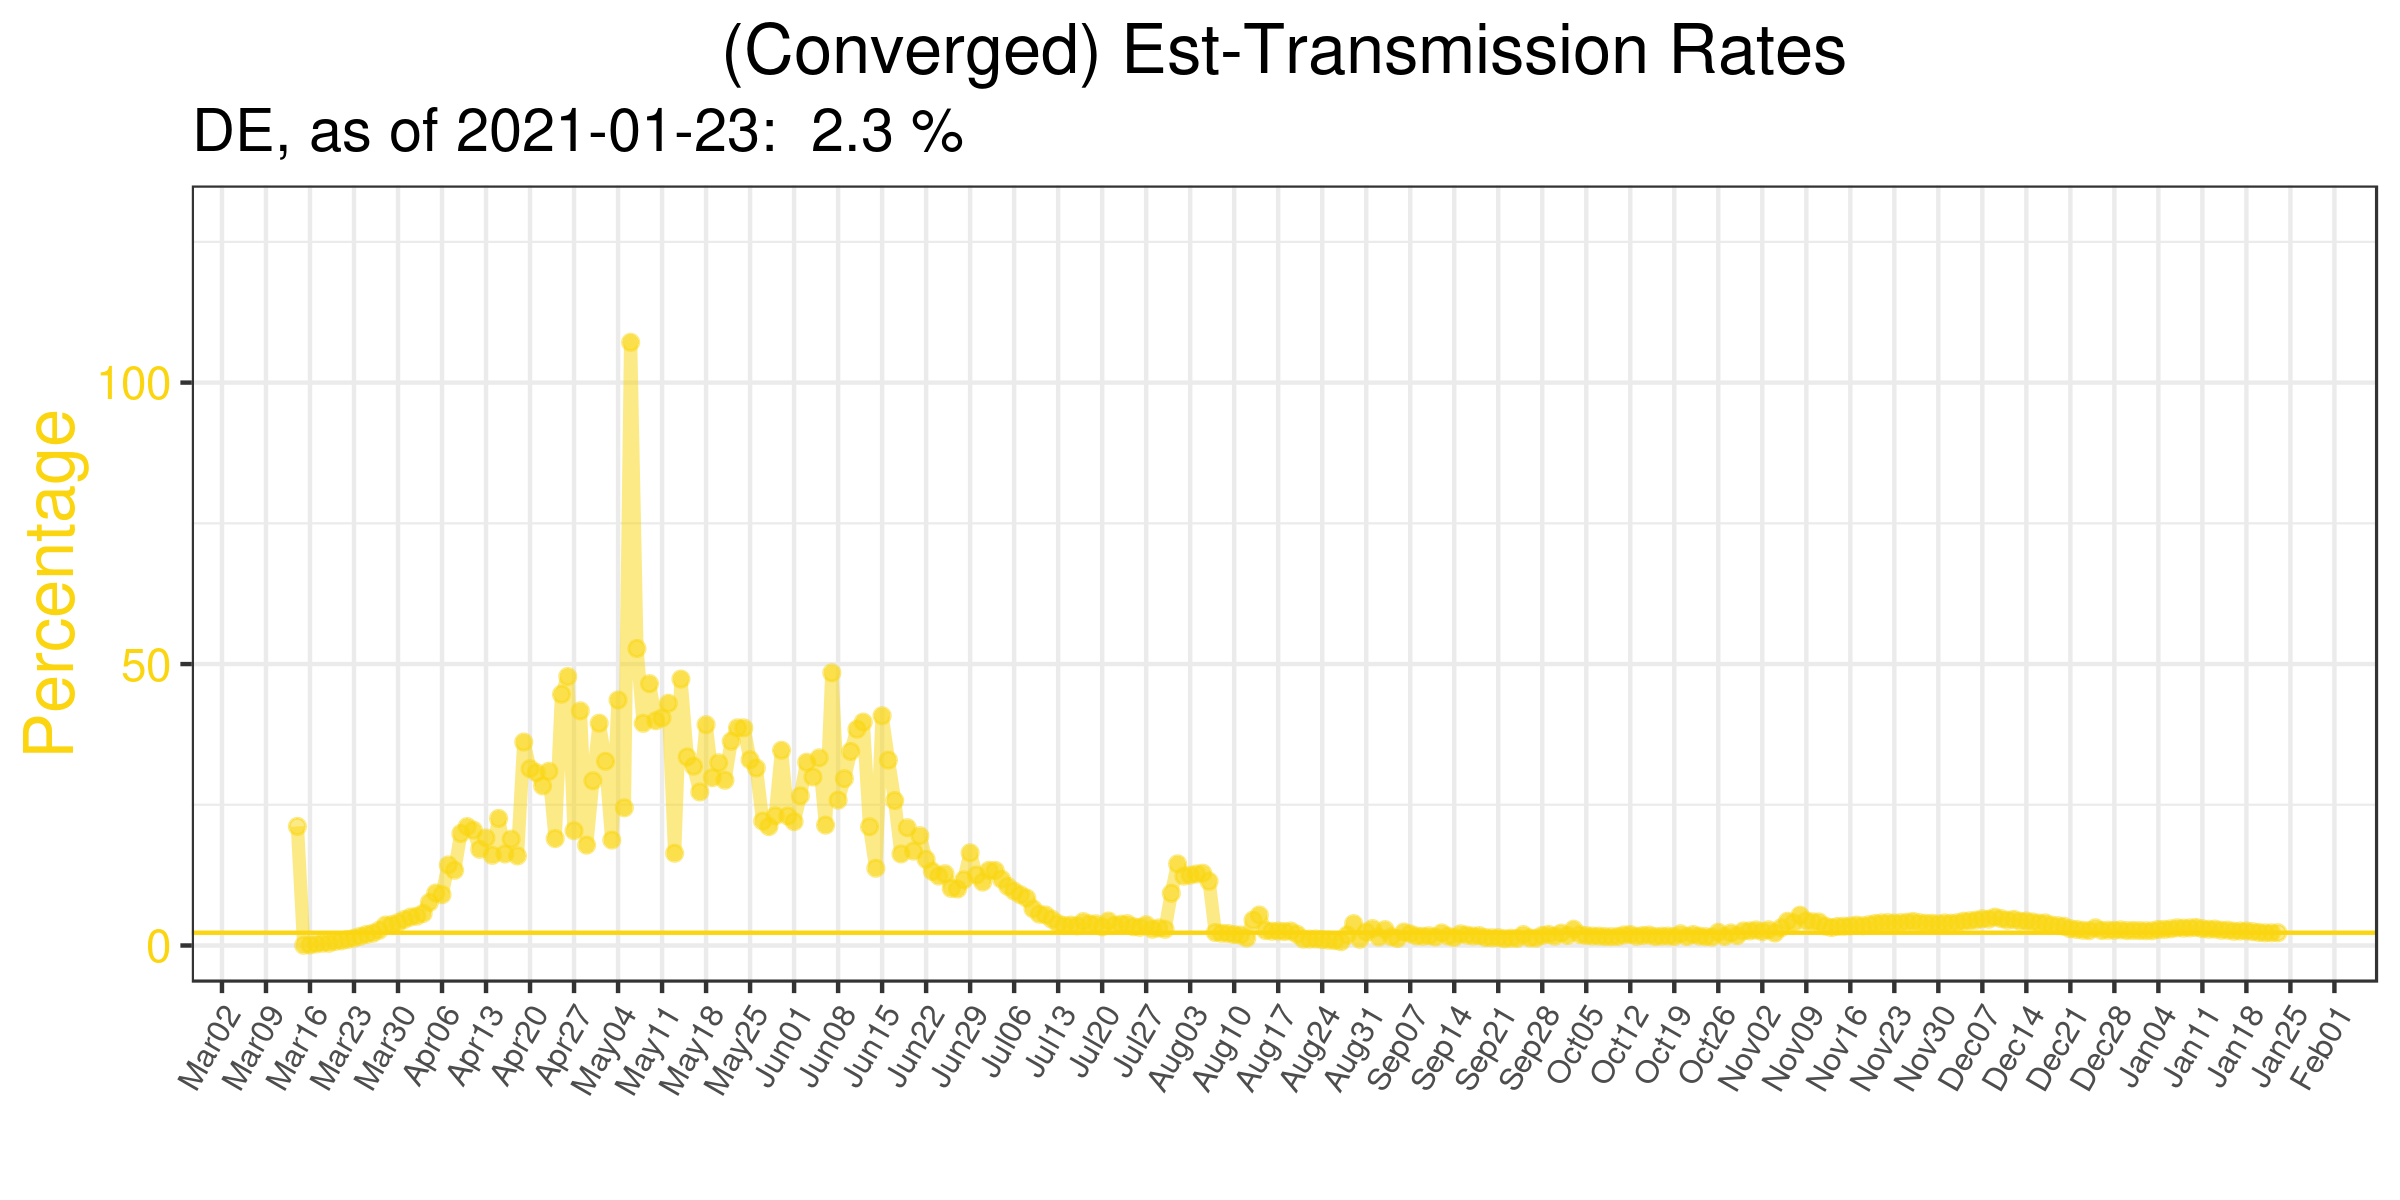 (Converged) Est-Transmission Rates
DE, as of 2021-01-23:  2.3 %
Percentage
100
50
0
Mar02
Mar09
Mar16
Mar23
Mar30
Apr06
Apr13
Apr20
Apr27
May04
May11
May18
May25
Jun01
Jun08
Jun15
Jun22
Jun29
Jul06
Jul13
Jul20
Jul27
Aug03
Aug10
Aug17
Aug24
Aug31
Sep07
Sep14
Sep21
Sep28
Oct05
Oct12
Oct19
Oct26
Nov02
Nov09
Nov16
Nov23
Nov30
Dec07
Dec14
Dec21
Dec28
Jan04
Jan11
Jan18
Jan25
Feb01